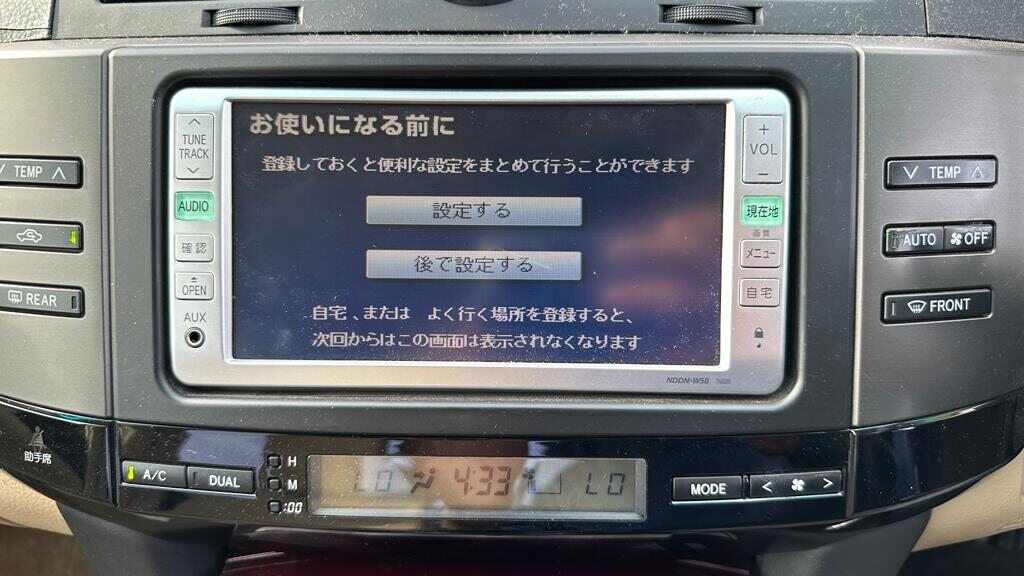 TUNE
TRACK
AUDIO
確認
OPEN
AUX
お使いになる前に
登録しておくと便利な設定をまとめて行うことができます
設定する
後で設定する
自宅、または よく行く場所を登録すると、
次回からはこの画面は表示されなくなります
+
VOL
−
現在地
画質
メニュー
自宅
NDDN-W58 76038
TEMP
REAR
TEMP
AUTO
OFF
FRONT
助手席
A/C
DUAL
H
M
:00
LO
4:33
LO
MODE
< >